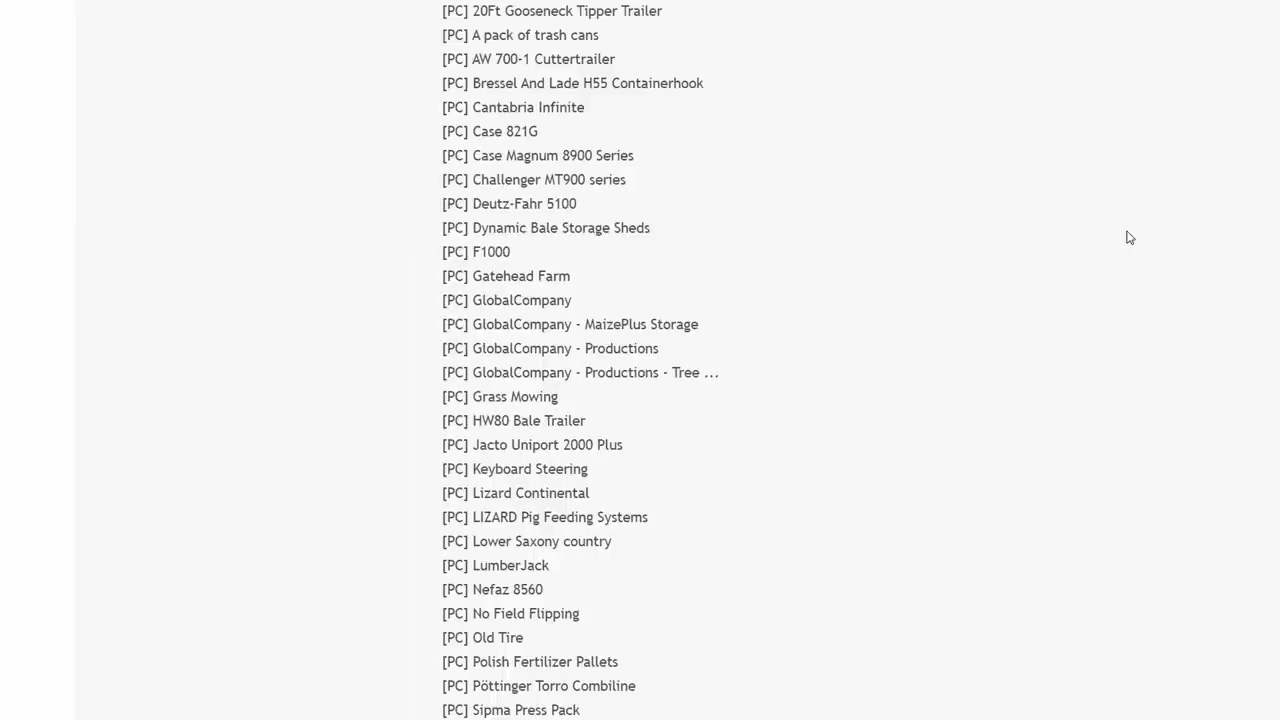 [PC] 20Ft Gooseneck Tipper Trailer
[PC] A pack of trash cans
[PC] AW 700-1 Cuttertrailer
[PC] Bressel And Lade H55 Containerhook
[PC] Cantabria Infinite
[PC] Case 821G
[PC] Case Magnum 8900 Series
[PC] Challenger MT900 series
[PC] Deutz-Fahr 5100
[PC] Dynamic Bale Storage Sheds
[PC] F1000
[PC] Gatehead Farm
[PC] GlobalCompany
[PC] GlobalCompany - MaizePlus Storage
[PC] GlobalCompany - Productions
[PC] GlobalCompany - Productions - Tree ...
[PC] Grass Mowing
[PC] HW80 Bale Trailer
[PC] Jacto Uniport 2000 Plus
[PC] Keyboard Steering
[PC] Lizard Continental
[PC] LIZARD Pig Feeding Systems
[PC] Lower Saxony country
[PC] LumberJack
[PC] Nefaz 8560
[PC] No Field Flipping
[PC] Old Tire
[PC] Polish Fertilizer Pallets
[PC] Pöttinger Torro Combiline
[PC] Sipma Press Pack